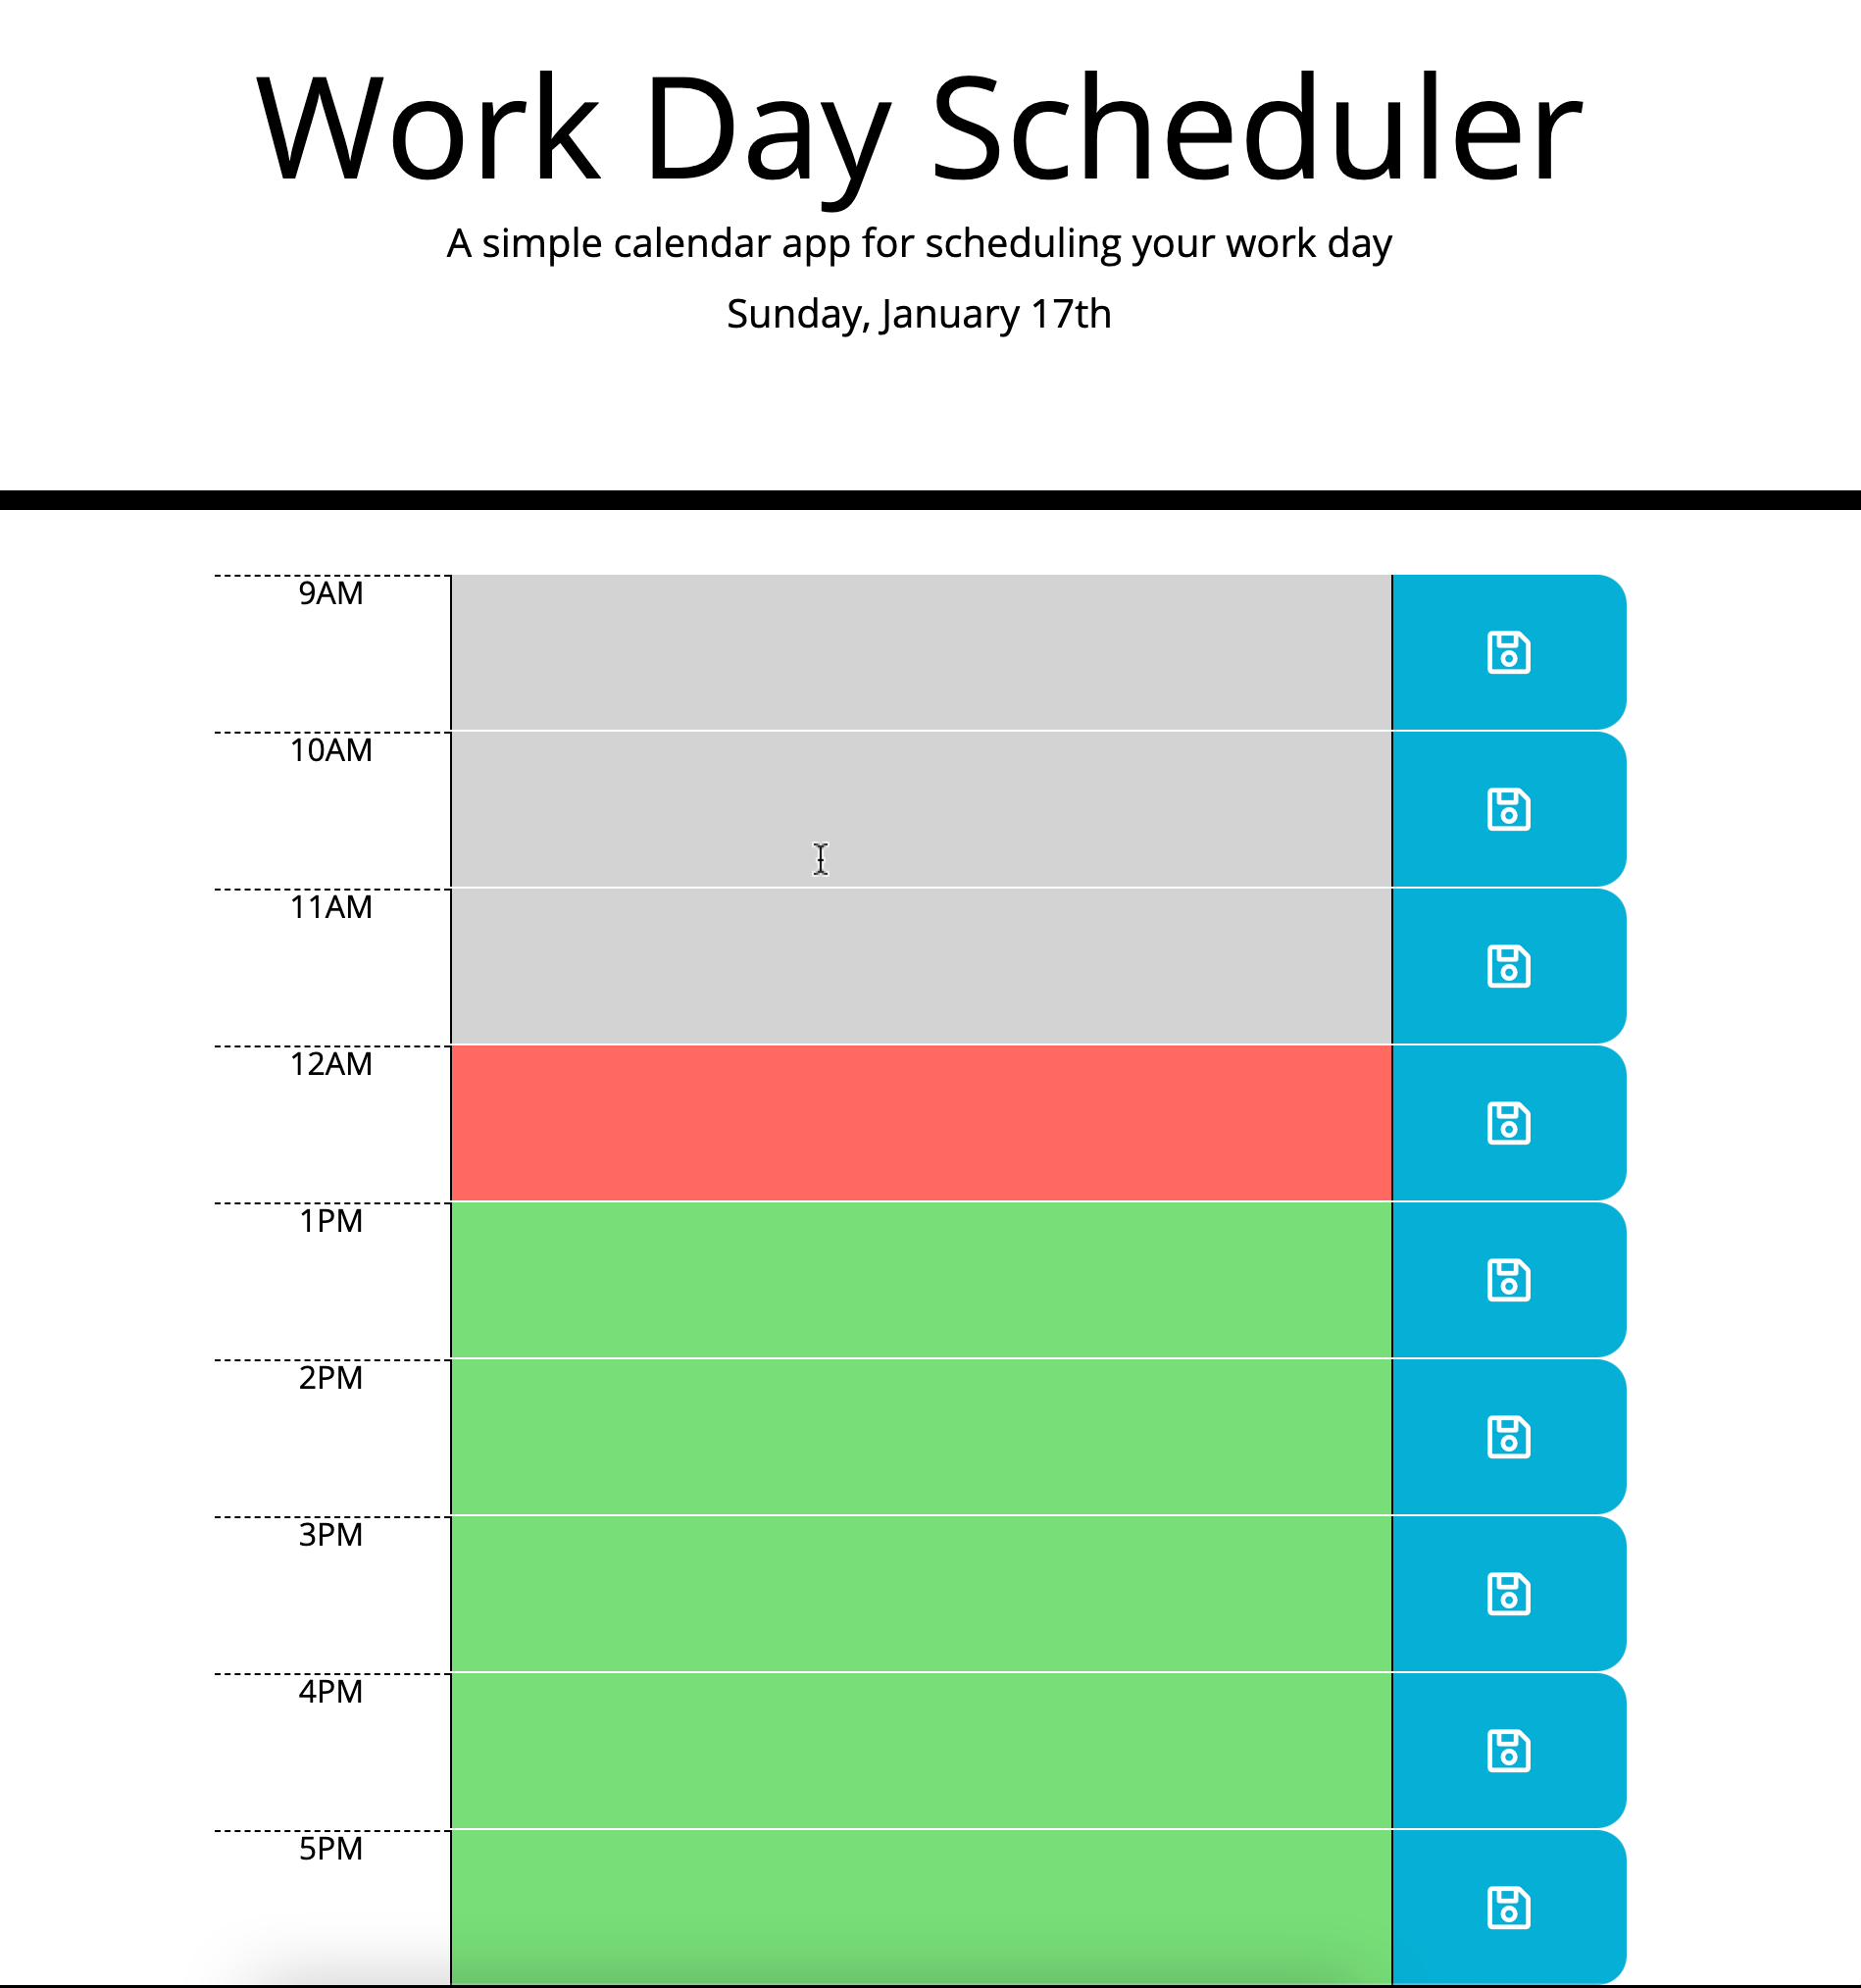 Work Day Scheduler
A simple calendar app for scheduling your work day
Sunday, January 17th
9AM
10AM
11AM
12AM
1PM
2PM
3PM
4PM
5PM